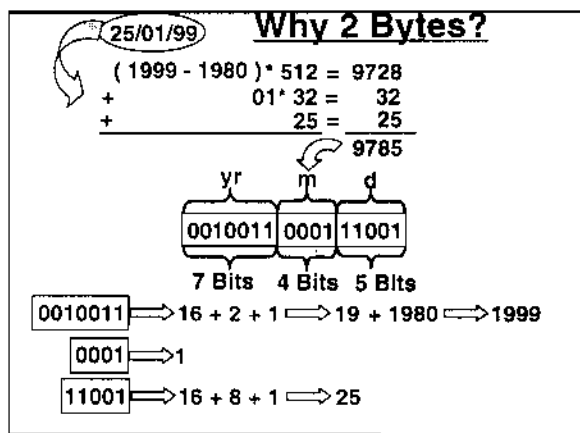 25/01/99 Why 2 Bytes?
(1999 - 1980)* 512 = 9728
+ 01* 32 = 32
+ 25 = 25
9785
yr m d
0010011 0001 11001
7 Bits 4 Bits 5 Bits
0010011 16 + 2 + 1 19 + 1980 1999
0001 1
11001 16 + 8 + 1 25